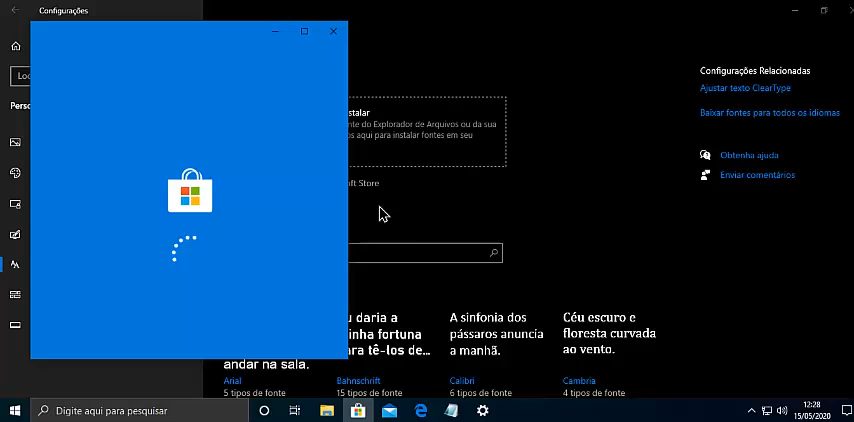 Configurações
Loc
Perso
stalar
nte do Explorador de Arquivos ou da sua
os aqui para instalar fontes em seu
oft Store
Configurações Relacionadas
Ajustar texto ClearType
Baixar fontes para todos os idiomas
Obtenha ajuda
Enviar comentários
andar na sala.
Arial
5 tipos de fonte
u daria a
inha fortuna
ara tê-los de...
Bahnschrift
15 tipos de fonte
A sinfonia dos
pássaros anuncia
a manhã.
Calibri
6 tipos de fonte
Céu escuro e
floresta curvada
ao vento.
Cambria
4 tipos de fonte
Digite aqui para pesquisar
12:28
15/05/2020